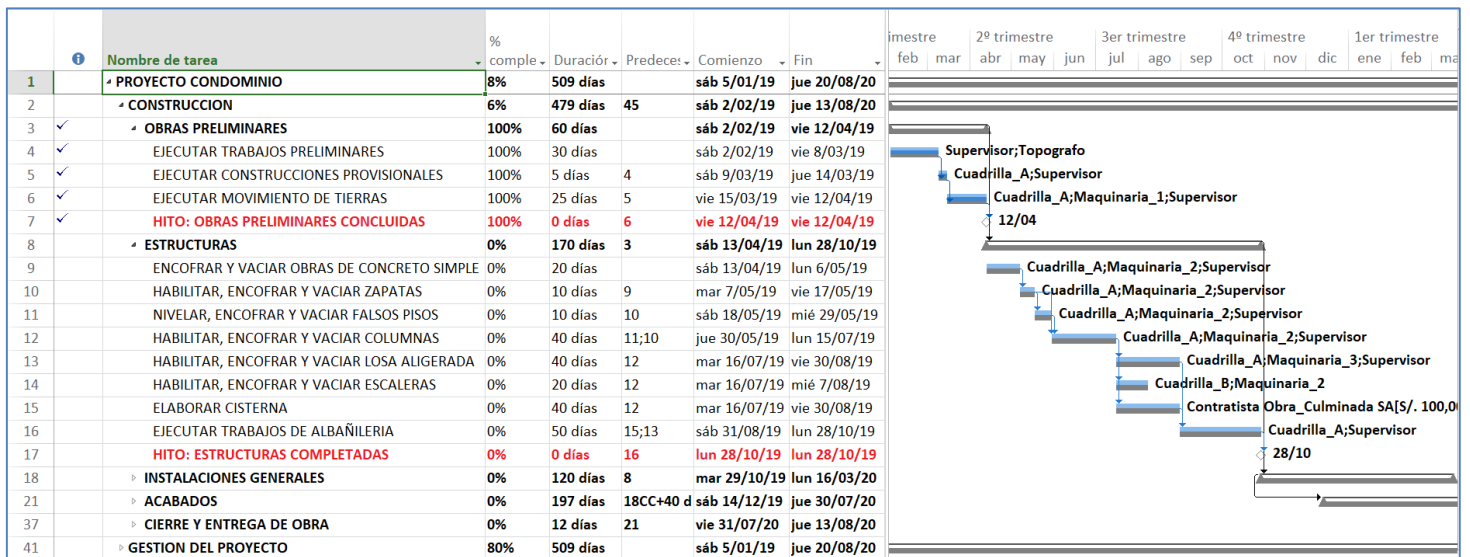 imestre 2º trimestre 3er trimestre 4º trimestre 1er trimestre
%
Nombre de tarea comple Duración Predeces Comienzo Fin feb mar abr may jun jul ago sep oct nov dic ene feb ma
1 PROYECTO CONDOMINIO 8% 509 días sáb 5/01/19 jue 20/08/20
2 CONSTRUCCION 6% 479 días 45 sáb 2/02/19 jue 13/08/20
3 OBRAS PRELIMINARES 100% 60 días sáb 2/02/19 vie 12/04/19
4 EJECUTAR TRABAJOS PRELIMINARES 100% 30 días sáb 2/02/19 vie 8/03/19 Supervisor;Topografo
5 EJECUTAR CONSTRUCCIONES PROVISIONALES 100% 5 días 4 sáb 9/03/19 jue 14/03/19 Cuadrilla_A;Supervisor
6 EJECUTAR MOVIMIENTO DE TIERRAS 100% 25 días 5 vie 15/03/19 vie 12/04/19 Cuadrilla_A;Maquinaria_1;Supervisor
7 HITO: OBRAS PRELIMINARES CONCLUIDAS 100% 0 días 6 vie 12/04/19 vie 12/04/19 12/04
8 ESTRUCTURAS 0% 170 días 3 sáb 13/04/19 lun 28/10/19
9 ENCOFRAR Y VACIAR OBRAS DE CONCRETO SIMPLE 0% 20 días sáb 13/04/19 lun 6/05/19 Cuadrilla_A;Maquinaria_2;Supervisor
10 HABILITAR, ENCOFRAR Y VACIAR ZAPATAS 0% 10 días 9 mar 7/05/19 vie 17/05/19 Cuadrilla_A;Maquinaria_2;Supervisor
11 NIVELAR, ENCOFRAR Y VACIAR FALSOS PISOS 0% 10 días 10 sáb 18/05/19 mié 29/05/19 Cuadrilla_A;Maquinaria_2;Supervisor
12 HABILITAR, ENCOFRAR Y VACIAR COLUMNAS 0% 40 días 11;10 jue 30/05/19 lun 15/07/19 Cuadrilla_A;Maquinaria_2;Supervisor
13 HABILITAR, ENCOFRAR Y VACIAR LOSA ALIGERADA 0% 40 días 12 mar 16/07/19 vie 30/08/19 Cuadrilla_A;Maquinaria_3;Supervisor
14 HABILITAR, ENCOFRAR Y VACIAR ESCALERAS 0% 20 días 12 mar 16/07/19 mié 7/08/19 Cuadrilla_B;Maquinaria_2
15 ELABORAR CISTERNA 0% 40 días 12 mar 16/07/19 vie 30/08/19 Contratista Obra_Culminada SA[S/. 100,0
16 EJECUTAR TRABAJOS DE ALBAÑILERIA 0% 50 días 15;13 sáb 31/08/19 lun 28/10/19 Cuadrilla_A;Supervisor
17 HITO: ESTRUCTURAS COMPLETADAS 0% 0 días 16 lun 28/10/19 lun 28/10/19 28/10
18 INSTALACIONES GENERALES 0% 120 días 8 mar 29/10/19 lun 16/03/20
21 ACABADOS 0% 197 días 18CC+40 d sáb 14/12/19 jue 30/07/20
37 CIERRE Y ENTREGA DE OBRA 0% 12 días 21 vie 31/07/20 jue 13/08/20
41 GESTION DEL PROYECTO 80% 509 días sáb 5/01/19 jue 20/08/20